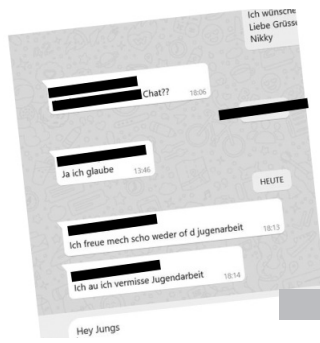 Ich wünsche
Liebe Grüsse
Nikky
Chat??
18:06
Ja ich glaube
13:46
HEUTE
Ich freue mech scho weder of d jugenarbeit
18:13
Ich au ich vermisse Jugendarbeit
18:14
Hey Jungs